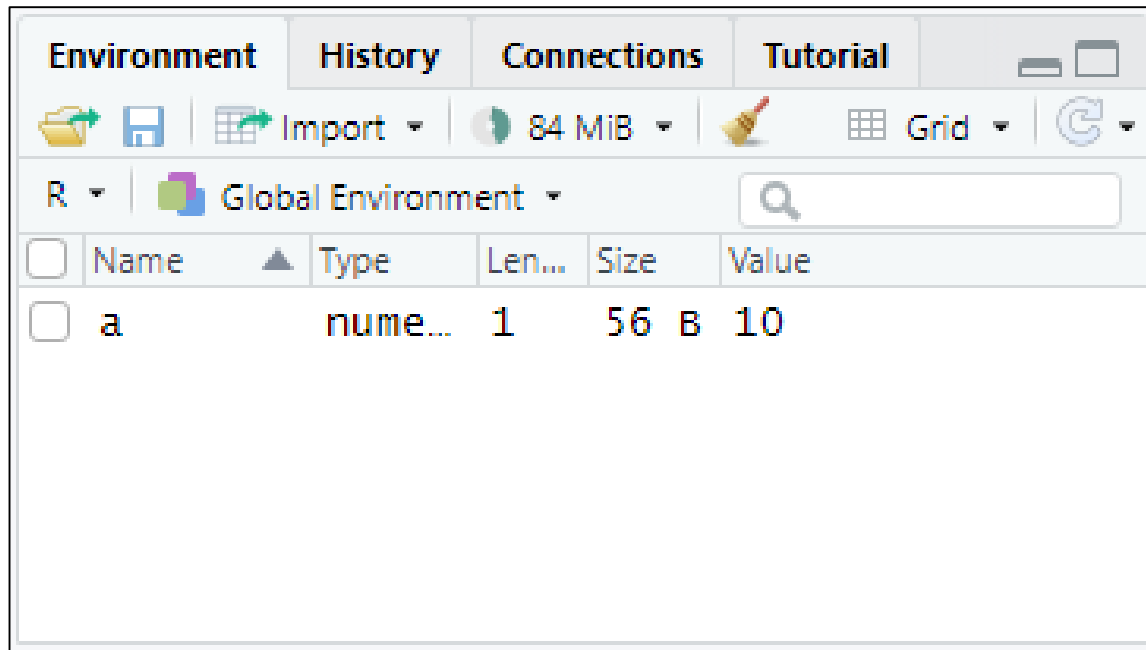 Environment History Connections Tutorial
Import 84 MiB Grid
R Global Environment
Name Type Len... Size Value
a nume... 1 56 B 10